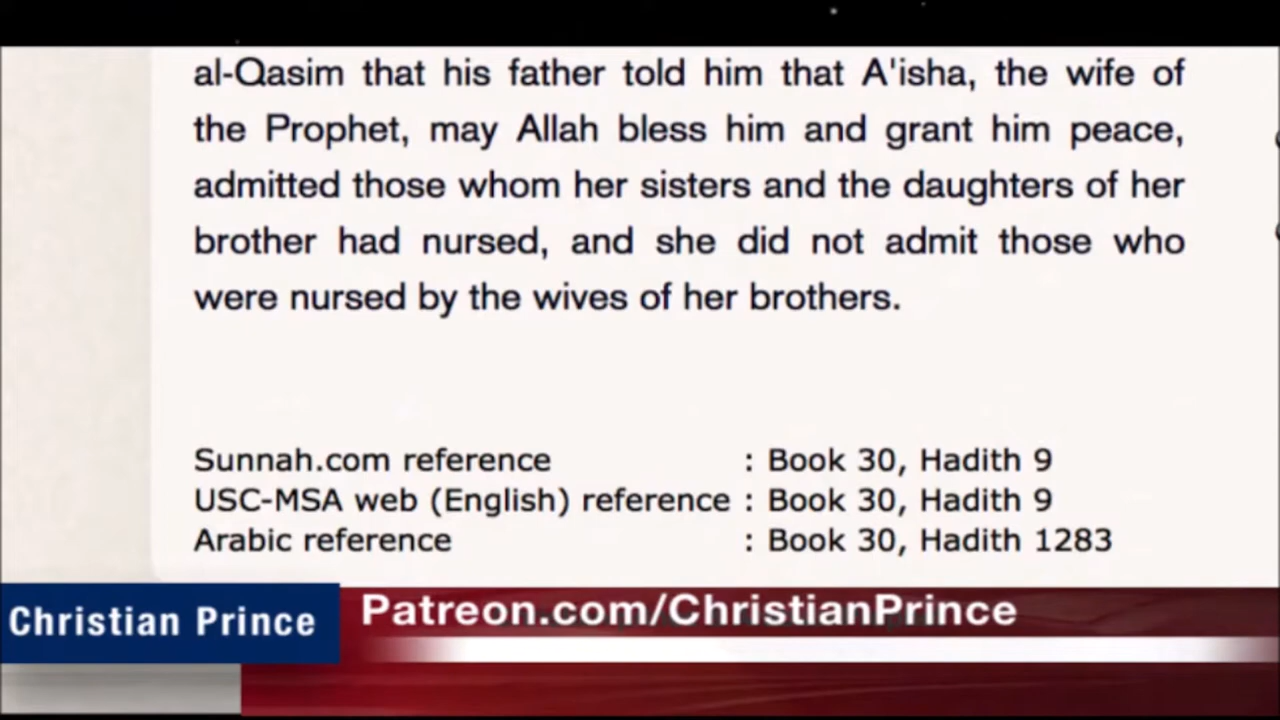 al-Qasim that his father told him that A'isha, the wife of
the Prophet, may Allah bless him and grant him peace,
admitted those whom her sisters and the daughters of her
brother had nursed, and she did not admit those who
were nursed by the wives of her brothers.
Sunnah.com reference : Book 30, Hadith 9
USC-MSA web (English) reference : Book 30, Hadith 9
Arabic reference : Book 30, Hadith 1283
Christian Prince
Patreon.com/ChristianPrince